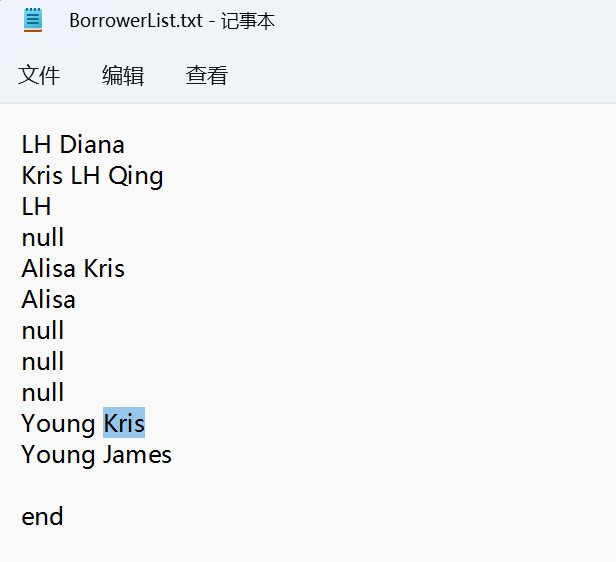 BorrowerList.txt - 记事本
文件 编辑 查看
LH Diana
Kris LH Qing
LH
null
Alisa Kris
Alisa
null
null
null
Young Kris
Young James
end